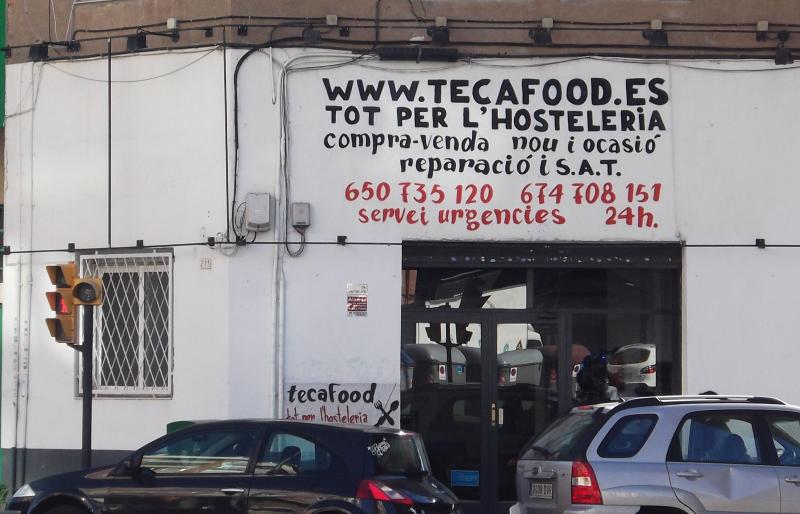 WWW.TECAFOOD.ES
TOT PER L'HOSTELERIA
compra-venda nou i ocasió
reparació i S.A.T.
650 735 120 674 708 151
servei urgencies 24h.
tecafood
tot per l'hosteleria